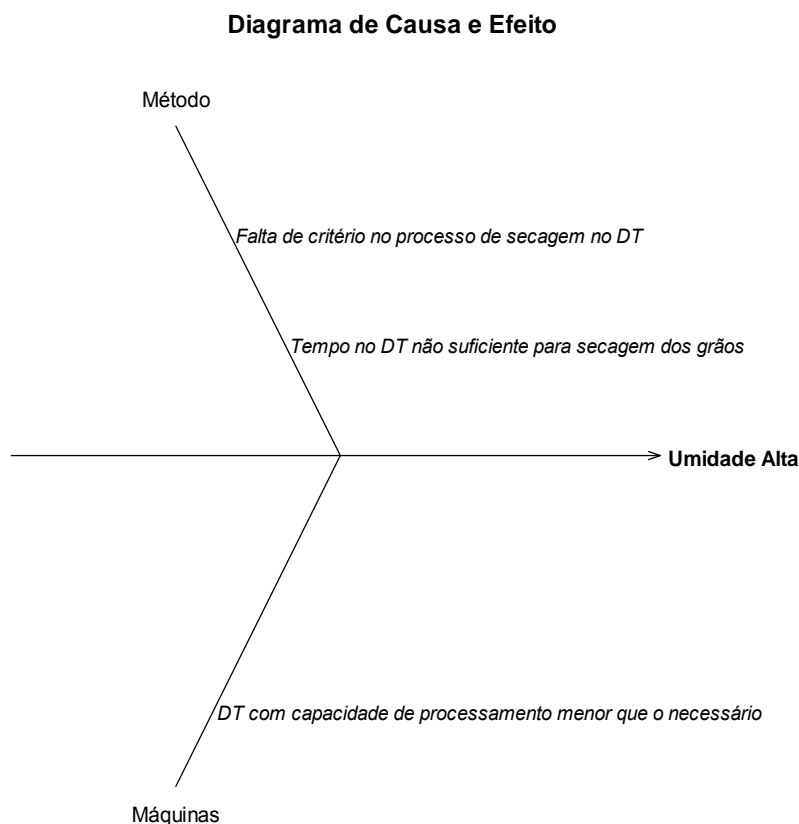 Diagrama de Causa e Efeito
Método
Falta de critério no processo de secagem no DT
Tempo no DT não suficiente para secagem dos grãos
Umidade Alta
DT com capacidade de processamento menor que o necessário
Máquinas